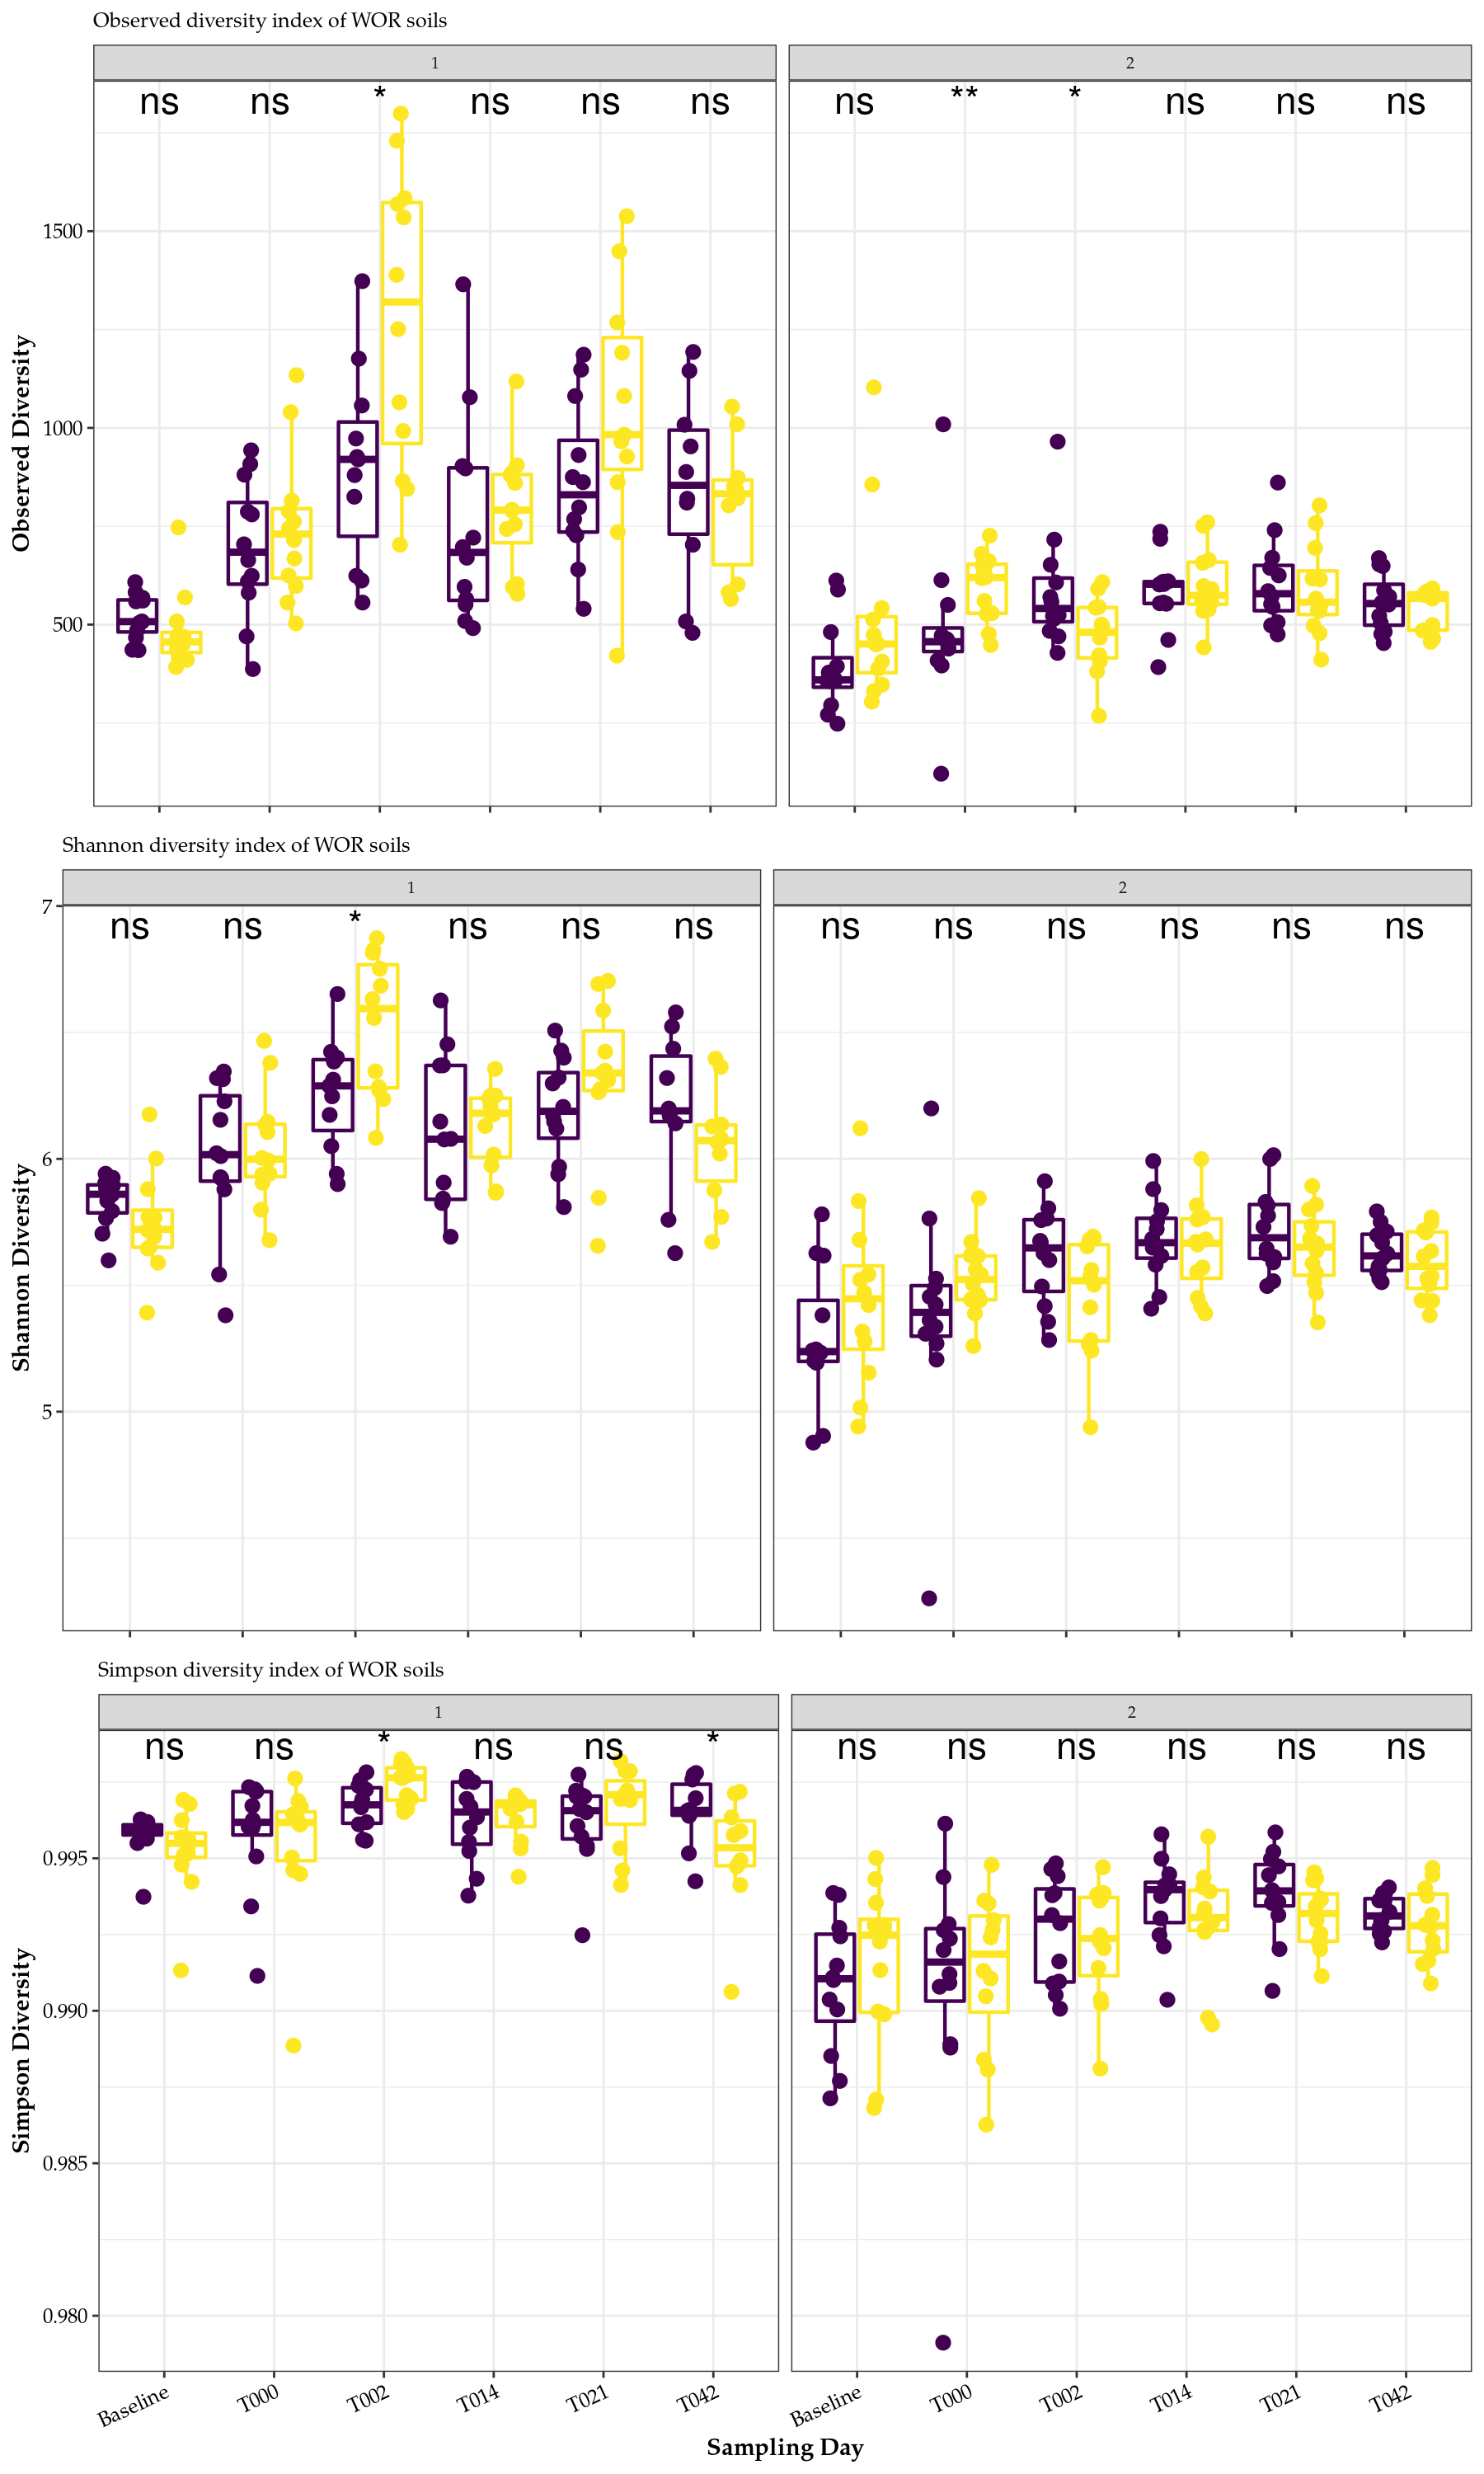 Observed diversity index of WOR soils
1 2
ns ns * ns ns ns ns ** * ns ns ns
1500
1000
500
Observed Diversity
Shannon diversity index of WOR soils
1 2
ns ns * ns ns ns ns ns ns ns ns ns
7
6
5
Shannon Diversity
Simpson diversity index of WOR soils
1 2
ns ns * ns ns * ns ns ns ns ns ns
0.995
0.990
0.985
0.980
Simpson Diversity
Baseline T000 T002 T014 T021 T042 Baseline T000 T002 T014 T021 T042
Sampling Day